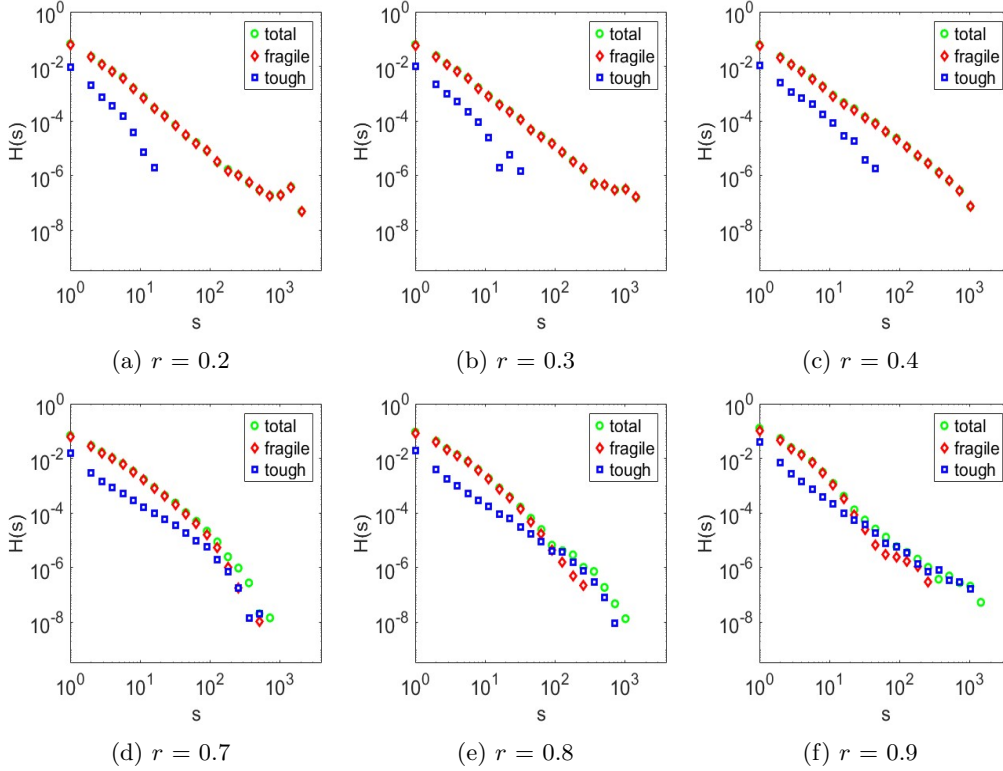 10^0
10^-2
10^-4
10^-6
10^-8
H(s)
total
fragile
tough
10^0 10^1 10^2 10^3
s
(a) r = 0.2
10^0
10^-2
10^-4
10^-6
10^-8
H(s)
total
fragile
tough
10^0 10^1 10^2 10^3
s
(b) r = 0.3
10^0
10^-2
10^-4
10^-6
10^-8
H(s)
total
fragile
tough
10^0 10^1 10^2 10^3
s
(c) r = 0.4
10^0
10^-2
10^-4
10^-6
10^-8
H(s)
total
fragile
tough
10^0 10^1 10^2 10^3
s
(d) r = 0.7
10^0
10^-2
10^-4
10^-6
10^-8
H(s)
total
fragile
tough
10^0 10^1 10^2 10^3
s
(e) r = 0.8
10^0
10^-2
10^-4
10^-6
10^-8
H(s)
total
fragile
tough
10^0 10^1 10^2 10^3
s
(f) r = 0.9